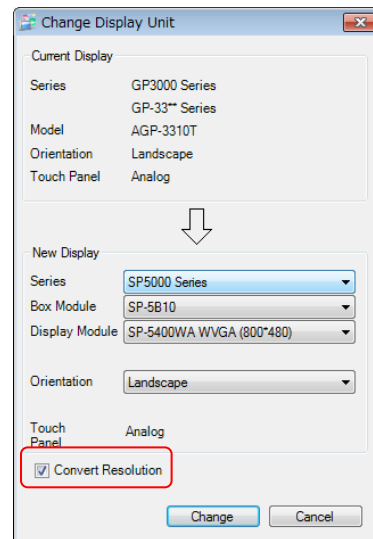 Change Display Unit
Current Display
Series GP3000 Series
GP-33** Series
Model AGP-3310T
Orientation Landscape
Touch Panel Analog
New Display
Series SP5000 Series
Box Module SP-5B10
Display Module SP-5400WA WVGA (800*480)
Orientation Landscape
Touch
Panel Analog
Convert Resolution
Change Cancel